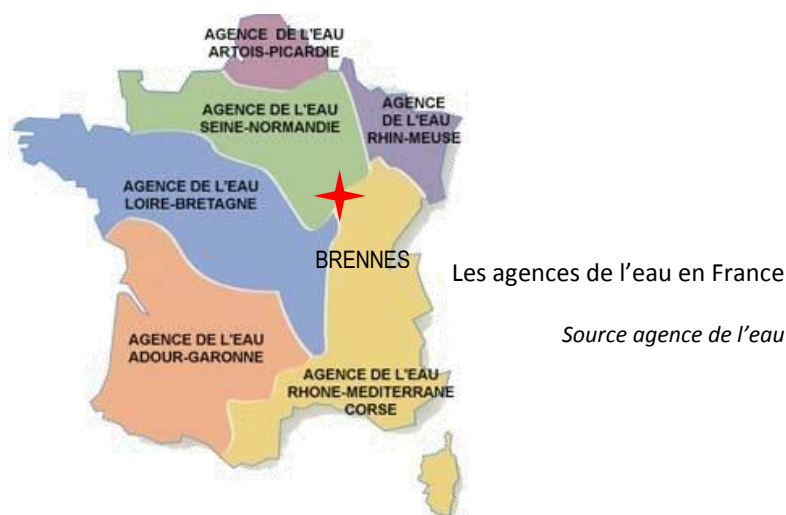 AGENCE DE L'EAU
ARTOIS-PICARDIE
AGENCE DE L'EAU
SEINE-NORMANDIE
AGENCE
DE L'EAU
RHIN-MEUSE
AGENCE DE L'EAU
LOIRE-BRETAGNE
BRENNES
Les agences de l’eau en France
Source agence de l’eau
AGENCE DE L'EAU
ADOUR-GARONNE
AGENCE DE L'EAU
RHONE-MEDITERRANE
CORSE